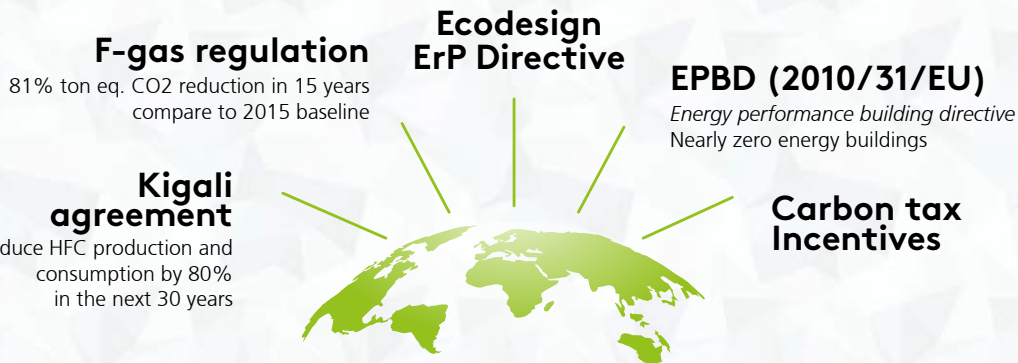 F-gas regulation
81% ton eq. CO2 reduction in 15 years
compare to 2015 baseline
Kigali
agreement
duce HFC production and
consumption by 80%
in the next 30 years
Ecodesign
ErP Directive
EPBD (2010/31/EU)
Energy performance building directive
Nearly zero energy buildings
Carbon tax
Incentives